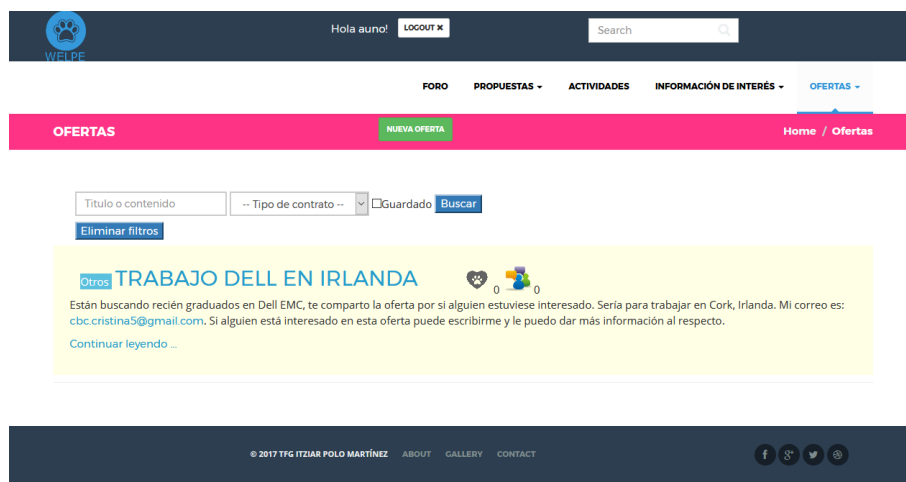 WELPE
Hola auno! LOGOUT ✖
Search
FORO PROPUESTAS ACTIVIDADES INFORMACIÓN DE INTERÉS OFERTAS
OFERTAS NUEVA OFERTA Home / Ofertas
Titulo o contenido -- Tipo de contrato -- Guardado Buscar
Eliminar filtros
Otros TRABAJO DELL EN IRLANDA 0 0
Están buscando recién graduados en Dell EMC, te comparto la oferta por si alguien estuviese interesado. Sería para trabajar en Cork, Irlanda. Mi correo es:
cbc.cristina5@gmail.com. Si alguien está interesado en esta oferta puede escribirme y le puedo dar más información al respecto.
Continuar leyendo ...
© 2017 TFG ITZIAR POLO MARTÍNEZ ABOUT GALLERY CONTACT